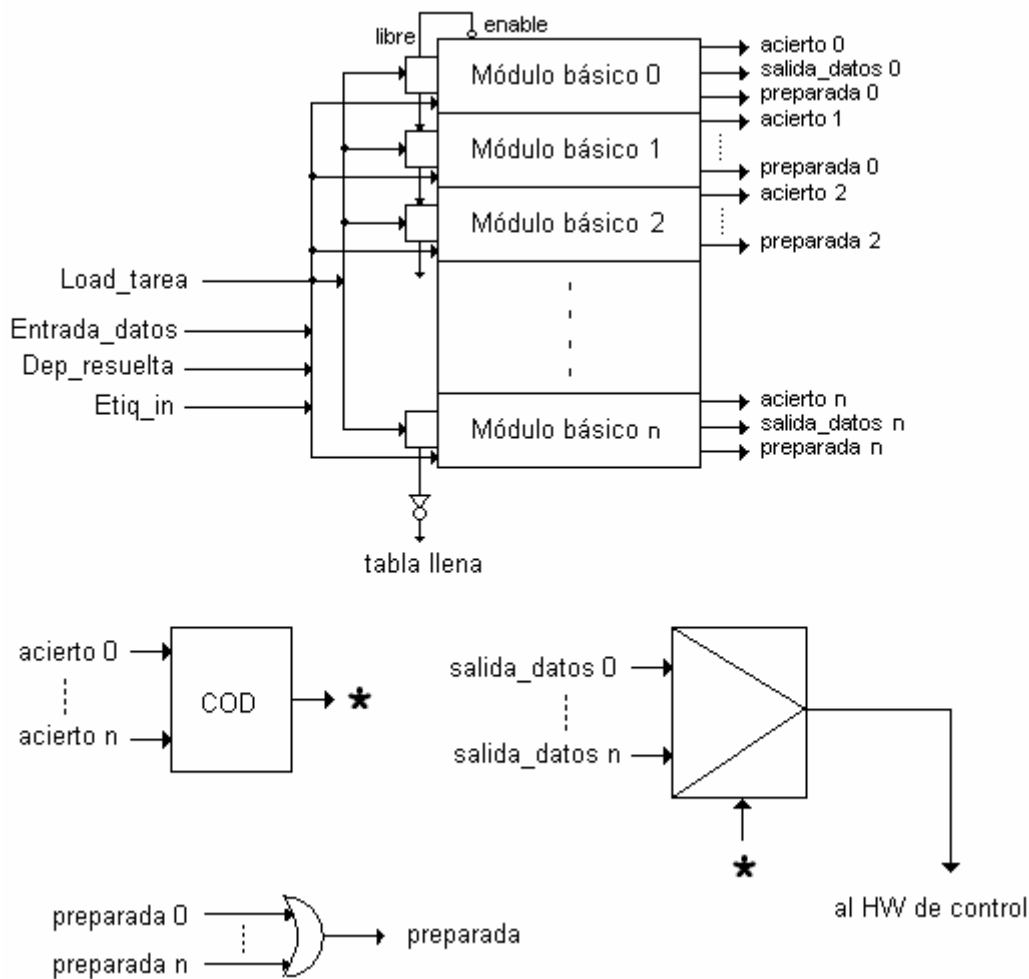 libre
enable
Módulo básico 0
acierto 0
salida_datos 0
preparada 0
Módulo básico 1
acierto 1
preparada 0
Módulo básico 2
acierto 2
preparada 2
Load_tarea
Entrada_datos
Dep_resuelta
Etiq_in
Módulo básico n
acierto n
salida_datos n
preparada n
tabla llena
acierto 0
acierto n
COD
*
salida_datos 0
salida_datos n
*
al HW de control
preparada 0
preparada n
preparada